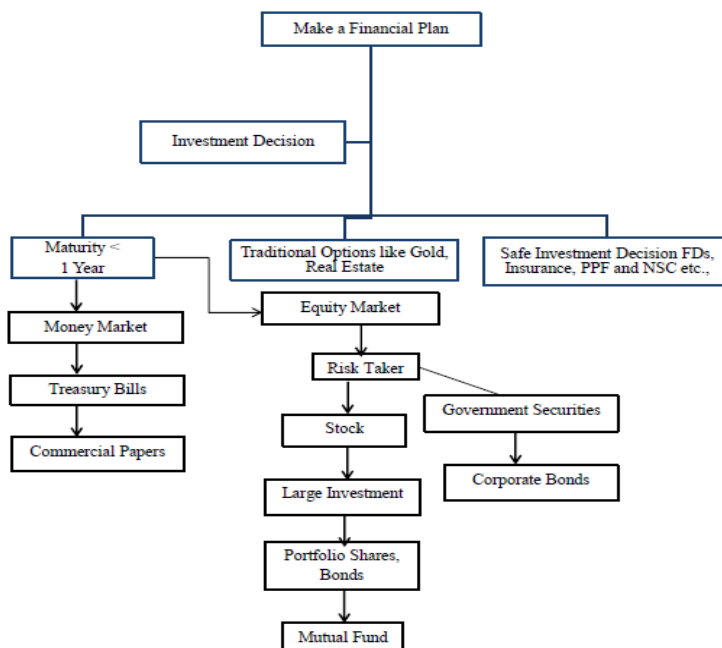 Make a Financial Plan
Investment Decision
Maturity <
1 Year
Traditional Options like Gold,
Real Estate
Safe Investment Decision FDs,
Insurance, PPF and NSC etc.,
Money Market
Equity Market
Risk Taker
Treasury Bills
Government Securities
Stock
Commercial Papers
Corporate Bonds
Large Investment
Portfolio Shares,
Bonds
Mutual Fund